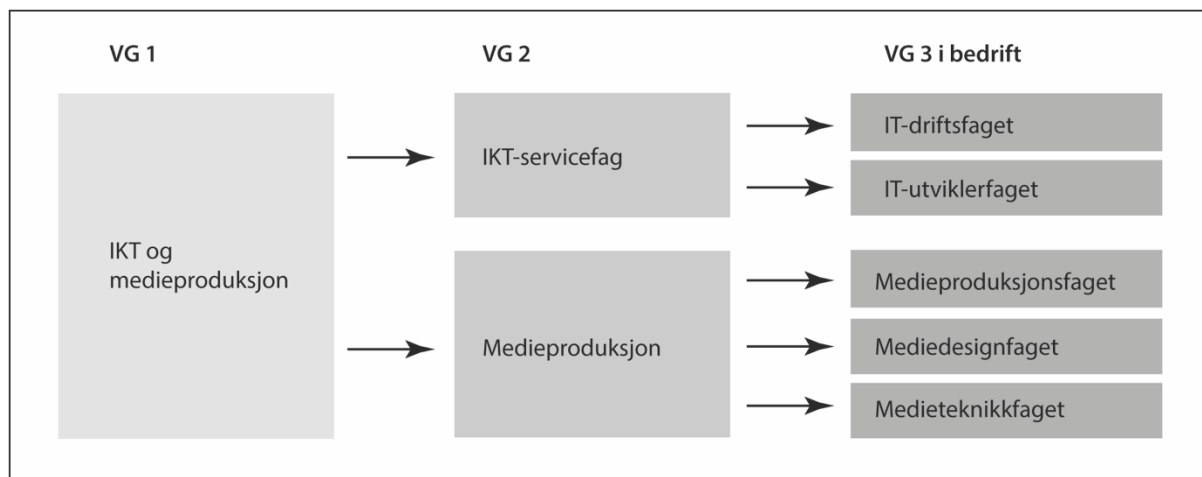 VG 1
VG 2
VG 3 i bedrift
IKT og
medieproduksjon
IKT-servicefag
Medieproduksjon
IT-driftsfaget
IT-utviklerfaget
Medieproduksjonsfaget
Mediedesignfaget
Medieteknikkfaget